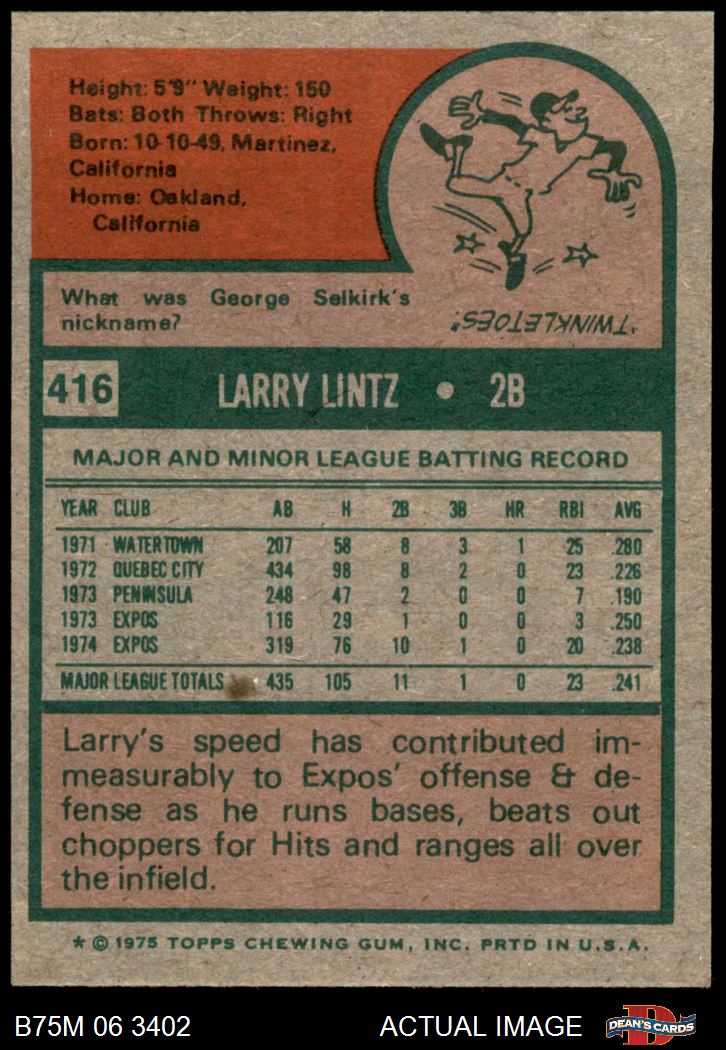 Height: 5'9" Weight: 150
Bats: Both Throws: Right
Born: 10-10-49, Martinez,
California
Home: Oakland,
California
What was George Selkirk's
nickname?
"TWINKLETOES".
416 LARRY LINTZ • 2B
MAJOR AND MINOR LEAGUE BATTING RECORD
YEAR CLUB AB H 2B 3B HR RBI AVG
1971 WATERTOWN 207 58 8 3 1 25 .280
1972 QUEBEC CITY 434 98 8 2 0 23 .226
1973 PENINSULA 248 47 2 0 0 7 .190
1973 EXPOS 116 29 1 0 0 3 .250
1974 EXPOS 319 76 10 1 0 20 .238
MAJOR LEAGUE TOTALS 435 105 11 1 0 23 .241
Larry's speed has contributed im-
measurably to Expos' offense & de-
fense as he runs bases, beats out
choppers for Hits and ranges all over
the infield.
* © 1975 TOPPS CHEWING GUM, INC. PRTD IN U.S.A.
B75M 06 3402 ACTUAL IMAGE D DEAN'S CARDS